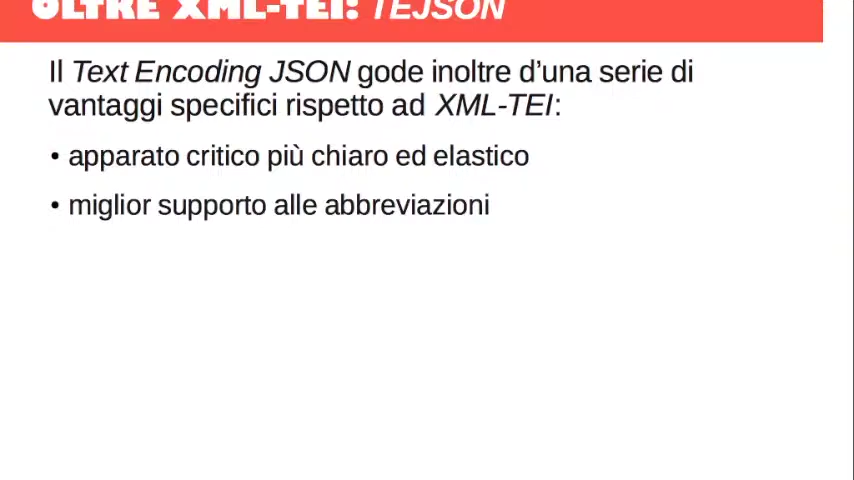 OLTRE XML-TEI: TEJSON
Il Text Encoding JSON gode inoltre d’una serie di
vantaggi specifici rispetto ad XML-TEI:
• apparato critico più chiaro ed elastico
• miglior supporto alle abbreviazioni